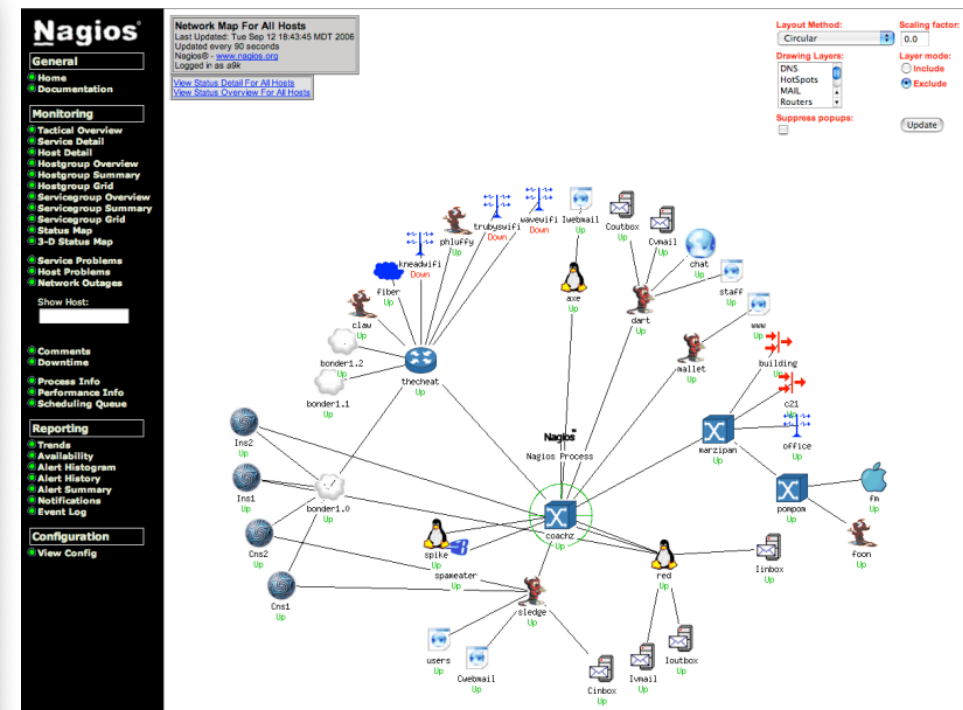 Nagios®
General
Home
Documentation
Monitoring
Tactical Overview
Service Detail
Host Detail
Hostgroup Overview
Hostgroup Summary
Hostgroup Grid
Servicegroup Overview
Servicegroup Summary
Servicegroup Grid
Status Map
3-D Status Map
Service Problems
Host Problems
Network Outages
Show Host:
Comments
Downtime
Process Info
Performance Info
Scheduling Queue
Reporting
Trends
Availability
Alert Histogram
Alert History
Alert Summary
Notifications
Event Log
Configuration
View Config
Network Map For All Hosts
Last Updated: Tue Sep 12 18:43:45 MDT 2006
Updated every 90 seconds
Nagios® - www.nagios.org
Logged in as a9k
View Status Detail For All Hosts
View Status Overview For All Hosts
Layout Method:
Circular
Scaling factor:
0.0
Drawing Layers:
DNS
HotSpots
MAIL
Routers
Layer mode:
Include
Exclude
Suppress popups:
Update
trubyswifi
Down
wavewifi
Down
Iwebmail
Up
Coutbox
Up
Cvmail
Up
phluffy
Up
kneadwifi
Down
chat
Up
fiber
Up
staff
Up
axe
Up
claw
Up
dart
Up
www
Up
bonder1.2
Up
building
Up
mallet
Up
thecheat
Up
bonder1.1
Up
c21
Up
Ins2
Up
Nagios™
Nagios Process
marzipan
Up
office
Up
Ins1
Up
bonder1.0
Up
coachz
Up
pompom
Up
fm
Up
Cns2
Up
spike
Up
foon
Up
spameater
Up
red
Up
Iinbox
Up
Cns1
Up
sledge
Up
users
Up
Cwebmail
Up
Ioutbox
Up
Ivmail
Up
Cinbox
Up